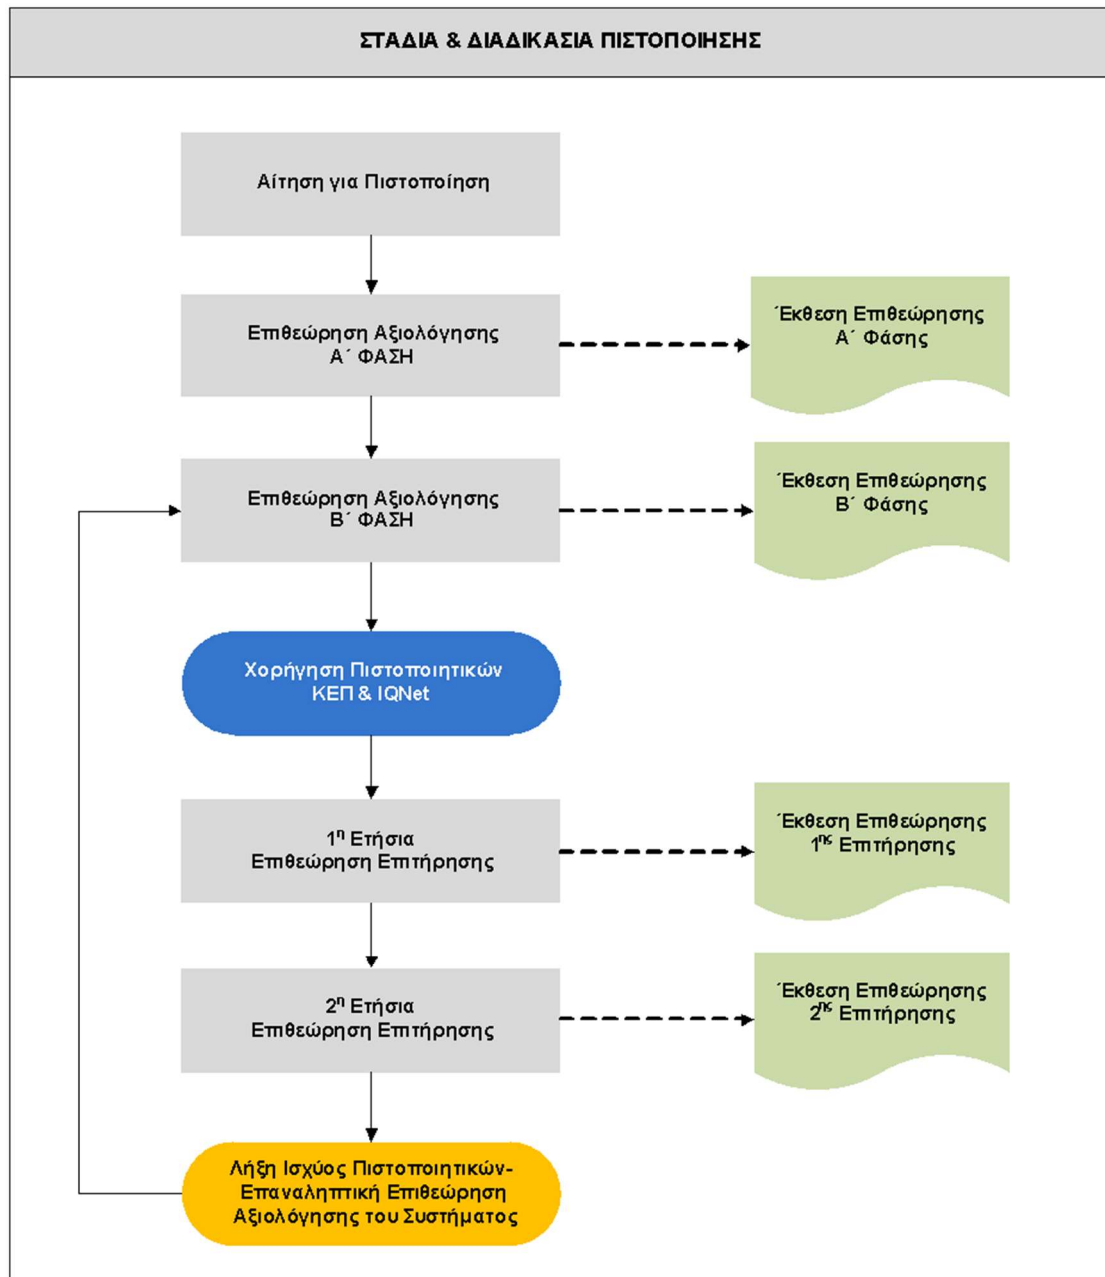 ΣΤΑΔΙΑ & ΔΙΑΔΙΚΑΣΙΑ ΠΙΣΤΟΠΟΙΗΣΗΣ
Αίτηση για Πιστοποίηση
Επιθεώρηση Αξιολόγησης
Α΄ ΦΑΣΗ
Έκθεση Επιθεώρησης
Α΄ Φάσης
Επιθεώρηση Αξιολόγησης
Β΄ ΦΑΣΗ
Έκθεση Επιθεώρησης
Β΄ Φάσης
Χορήγηση Πιστοποιητικών
ΚΕΠ & IQNet
1η Ετήσια
Επιθεώρηση Επιτήρησης
Έκθεση Επιθεώρησης
1ης Επιτήρησης
2η Ετήσια
Επιθεώρηση Επιτήρησης
Έκθεση Επιθεώρησης
2ης Επιτήρησης
Λήξη Ισχύος Πιστοποιητικών-
Επαναληπτική Επιθεώρηση
Αξιολόγησης του Συστήματος